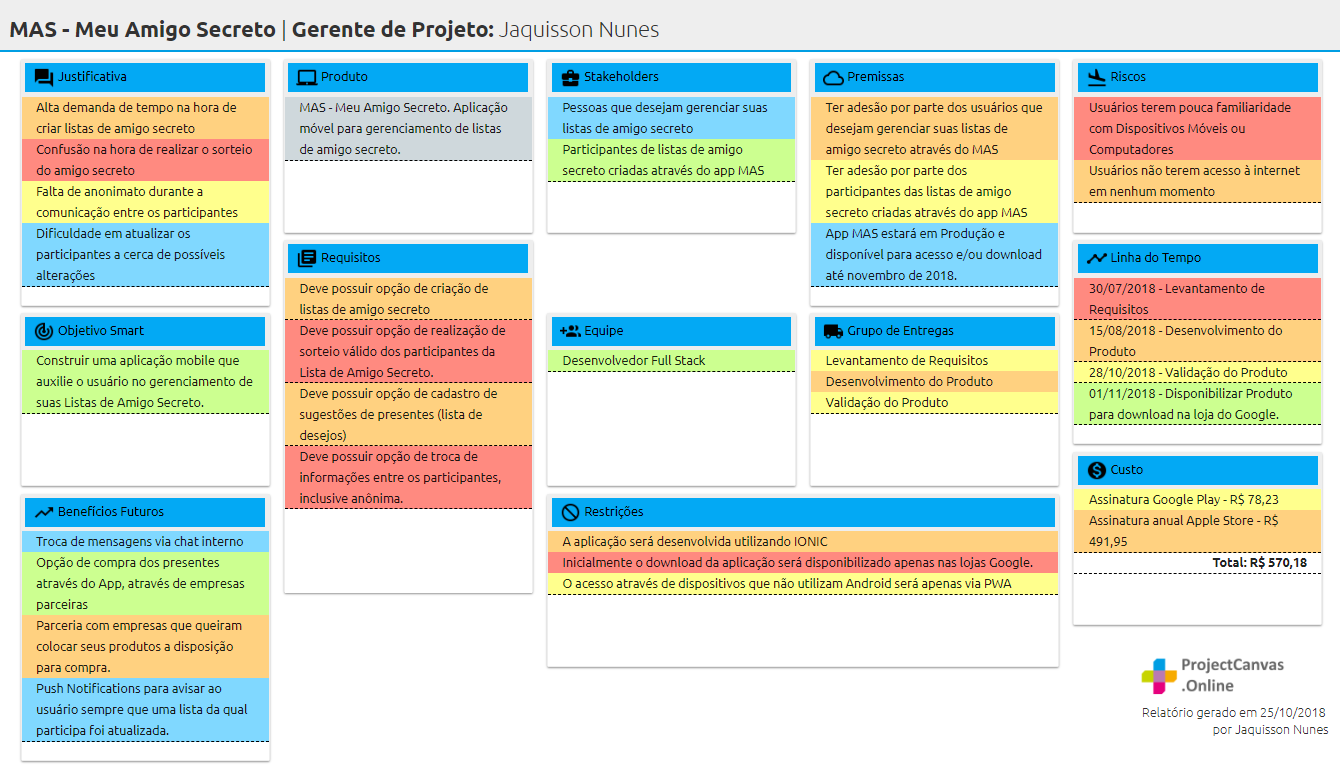 MAS - Meu Amigo Secreto | Gerente de Projeto: Jaquisson Nunes
Justificativa
Alta demanda de tempo na hora de
criar listas de amigo secreto
Confusão na hora de realizar o sorteio
do amigo secreto
Falta de anonimato durante a
comunicação entre os participantes
Dificuldade em atualizar os
participantes a cerca de possíveis
alterações
Objetivo Smart
Construir uma aplicação mobile que
auxilie o usuário no gerenciamento de
suas Listas de Amigo Secreto.
Benefícios Futuros
Troca de mensagens via chat interno
Opção de compra dos presentes
através do App, através de empresas
parceiras
Parceria com empresas que queiram
colocar seus produtos a disposição
para compra.
Push Notifications para avisar ao
usuário sempre que uma lista da qual
participa foi atualizada.
Produto
MAS - Meu Amigo Secreto. Aplicação
móvel para gerenciamento de listas
de amigo secreto.
Requisitos
Deve possuir opção de criação de
listas de amigo secreto
Deve possuir opção de realização de
sorteio válido dos participantes da
Lista de Amigo Secreto.
Deve possuir opção de cadastro de
sugestões de presentes (lista de
desejos)
Deve possuir opção de troca de
informações entre os participantes,
inclusive anônima.
Stakeholders
Pessoas que desejam gerenciar suas
listas de amigo secreto
Participantes de listas de amigo
secreto criadas através do app MAS
Equipe
Desenvolvedor Full Stack
Premissas
Ter adesão por parte dos usuários que
desejam gerenciar suas listas de
amigo secreto através do MAS
Ter adesão por parte dos
participantes das listas de amigo
secreto criadas através do app MAS
App MAS estará em Produção e
disponível para acesso e/ou download
até novembro de 2018.
Grupo de Entregas
Levantamento de Requisitos
Desenvolvimento do Produto
Validação do Produto
Restrições
A aplicação será desenvolvida utilizando IONIC
Inicialmente o download da aplicação será disponibilizado apenas nas lojas Google.
O acesso através de dispositivos que não utilizam Android será apenas via PWA
Riscos
Usuários terem pouca familiaridade
com Dispositivos Móveis ou
Computadores
Usuários não terem acesso à internet
em nenhum momento
Linha do Tempo
30/07/2018 - Levantamento de
Requisitos
15/08/2018 - Desenvolvimento do
Produto
28/10/2018 - Validação do Produto
01/11/2018 - Disponibilizar Produto
para download na loja do Google.
Custo
Assinatura Google Play - R$ 78,23
Assinatura anual Apple Store - R$
491,95
Total: R$ 570,18
ProjectCanvas
.Online
Relatório gerado em 25/10/2018
por Jaquisson Nunes